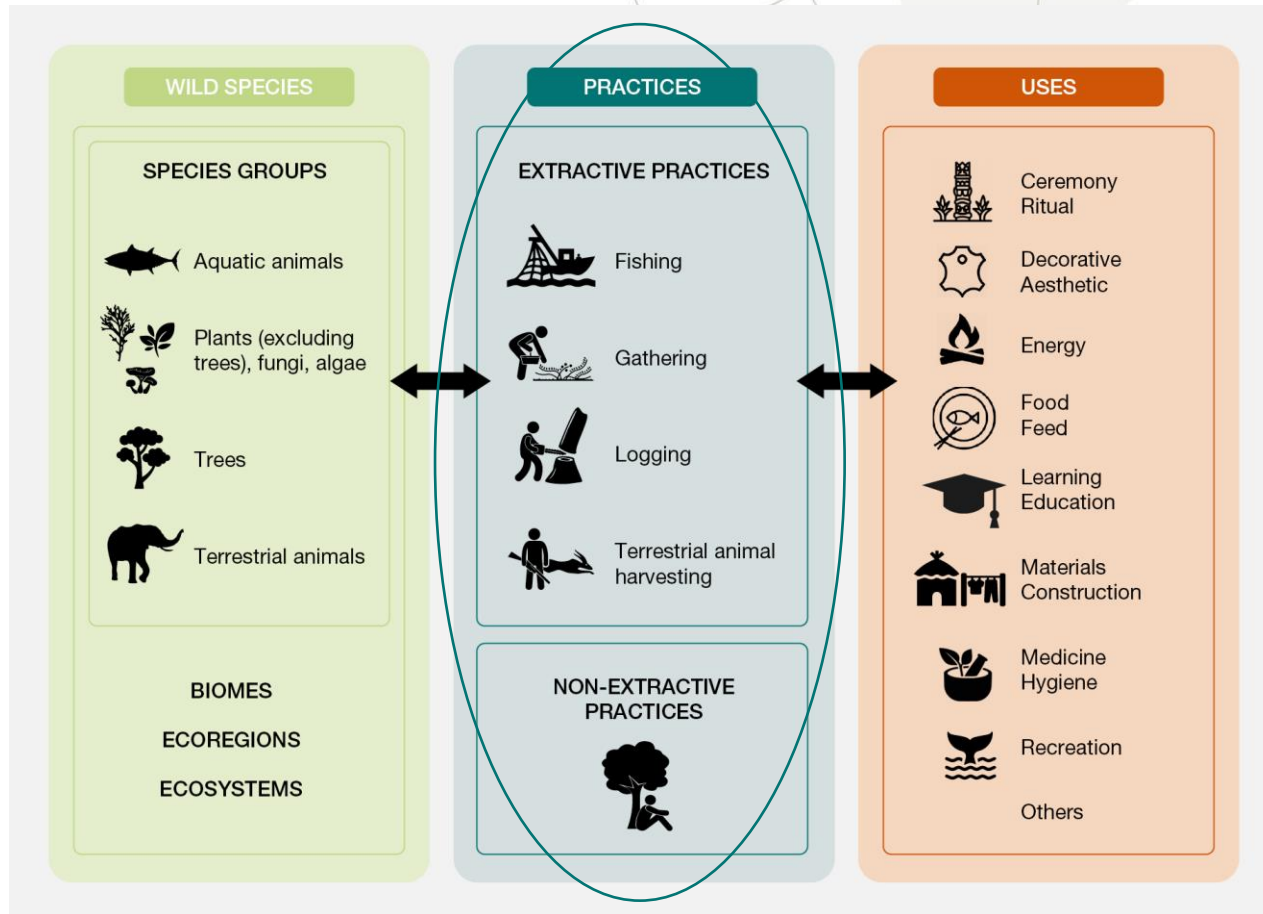 WILD SPECIES
SPECIES GROUPS
Aquatic animals
Plants (excluding
trees), fungi, algae
Trees
Terrestrial animals
BIOMES
ECOREGIONS
ECOSYSTEMS
PRACTICES
EXTRACTIVE PRACTICES
Fishing
Gathering
Logging
Terrestrial animal
harvesting
NON-EXTRACTIVE
PRACTICES
USES
Ceremony
Ritual
Decorative
Aesthetic
Energy
Food
Feed
Learning
Education
Materials
Construction
Medicine
Hygiene
Recreation
Others